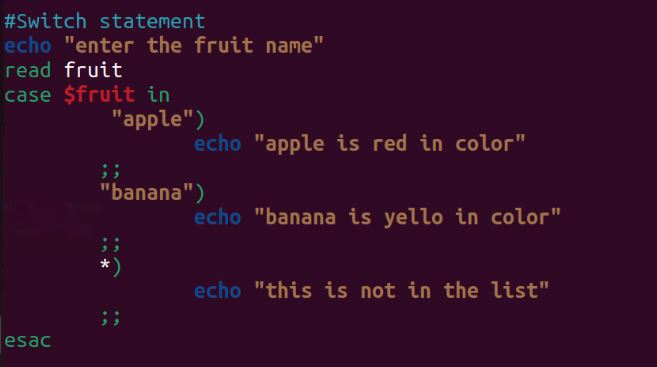 #Switch statement
echo "enter the fruit name"
read fruit
case $fruit in
         "apple")
                echo "apple is red in color"
        ;;
        "banana")
                echo "banana is yello in color"
        ;;
        *)
                echo "this is not in the list"
        ;;
esac